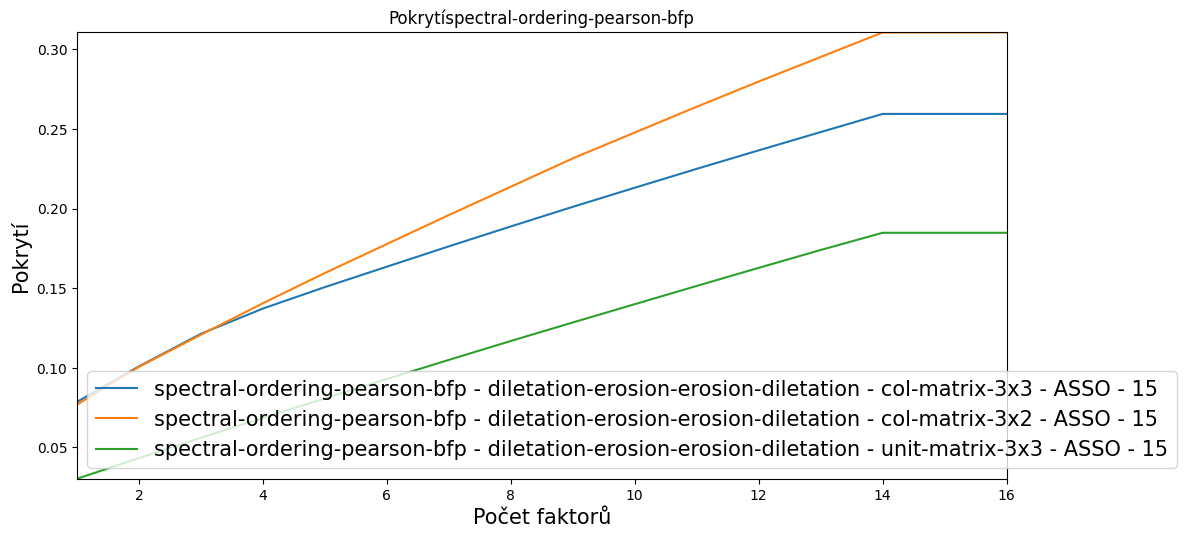 Pokrytíspectral-ordering-pearson-bfp
0.30
0.25
0.20
0.15
0.10
0.05
Pokrytí
spectral-ordering-pearson-bfp - diletation-erosion-erosion-diletation - col-matrix-3x3 - ASSO - 15
spectral-ordering-pearson-bfp - diletation-erosion-erosion-diletation - col-matrix-3x2 - ASSO - 15
spectral-ordering-pearson-bfp - diletation-erosion-erosion-diletation - unit-matrix-3x3 - ASSO - 15
2 4 6 8 10 12 14 16
Počet faktorů